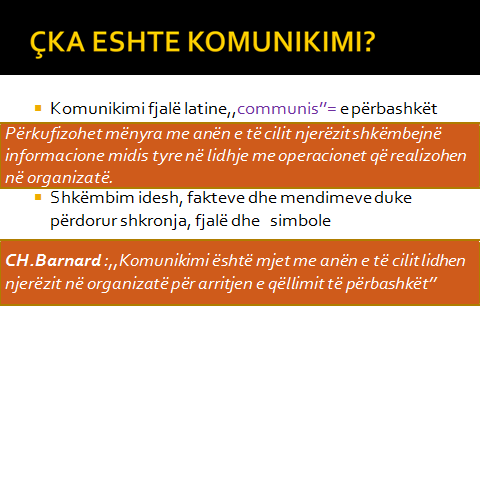 ÇKA ESHTE KOMUNIKIMI?
Komunikimi fjalë latine,,communis’’= e përbashkët
Përkufizohet mënyra me anën e të cilit njerëzit shkëmbejnë
informacione midis tyre në lidhje me operacionet që realizohen
në organizatë.
Shkëmbim idesh, fakteve dhe mendimeve duke
përdorur shkronja, fjalë dhe simbole
CH.Barnard :,,Komunikimi është mjet me anën e të cilit lidhen
njerëzit në organizatë për arritjen e qëllimit të përbashkët’’